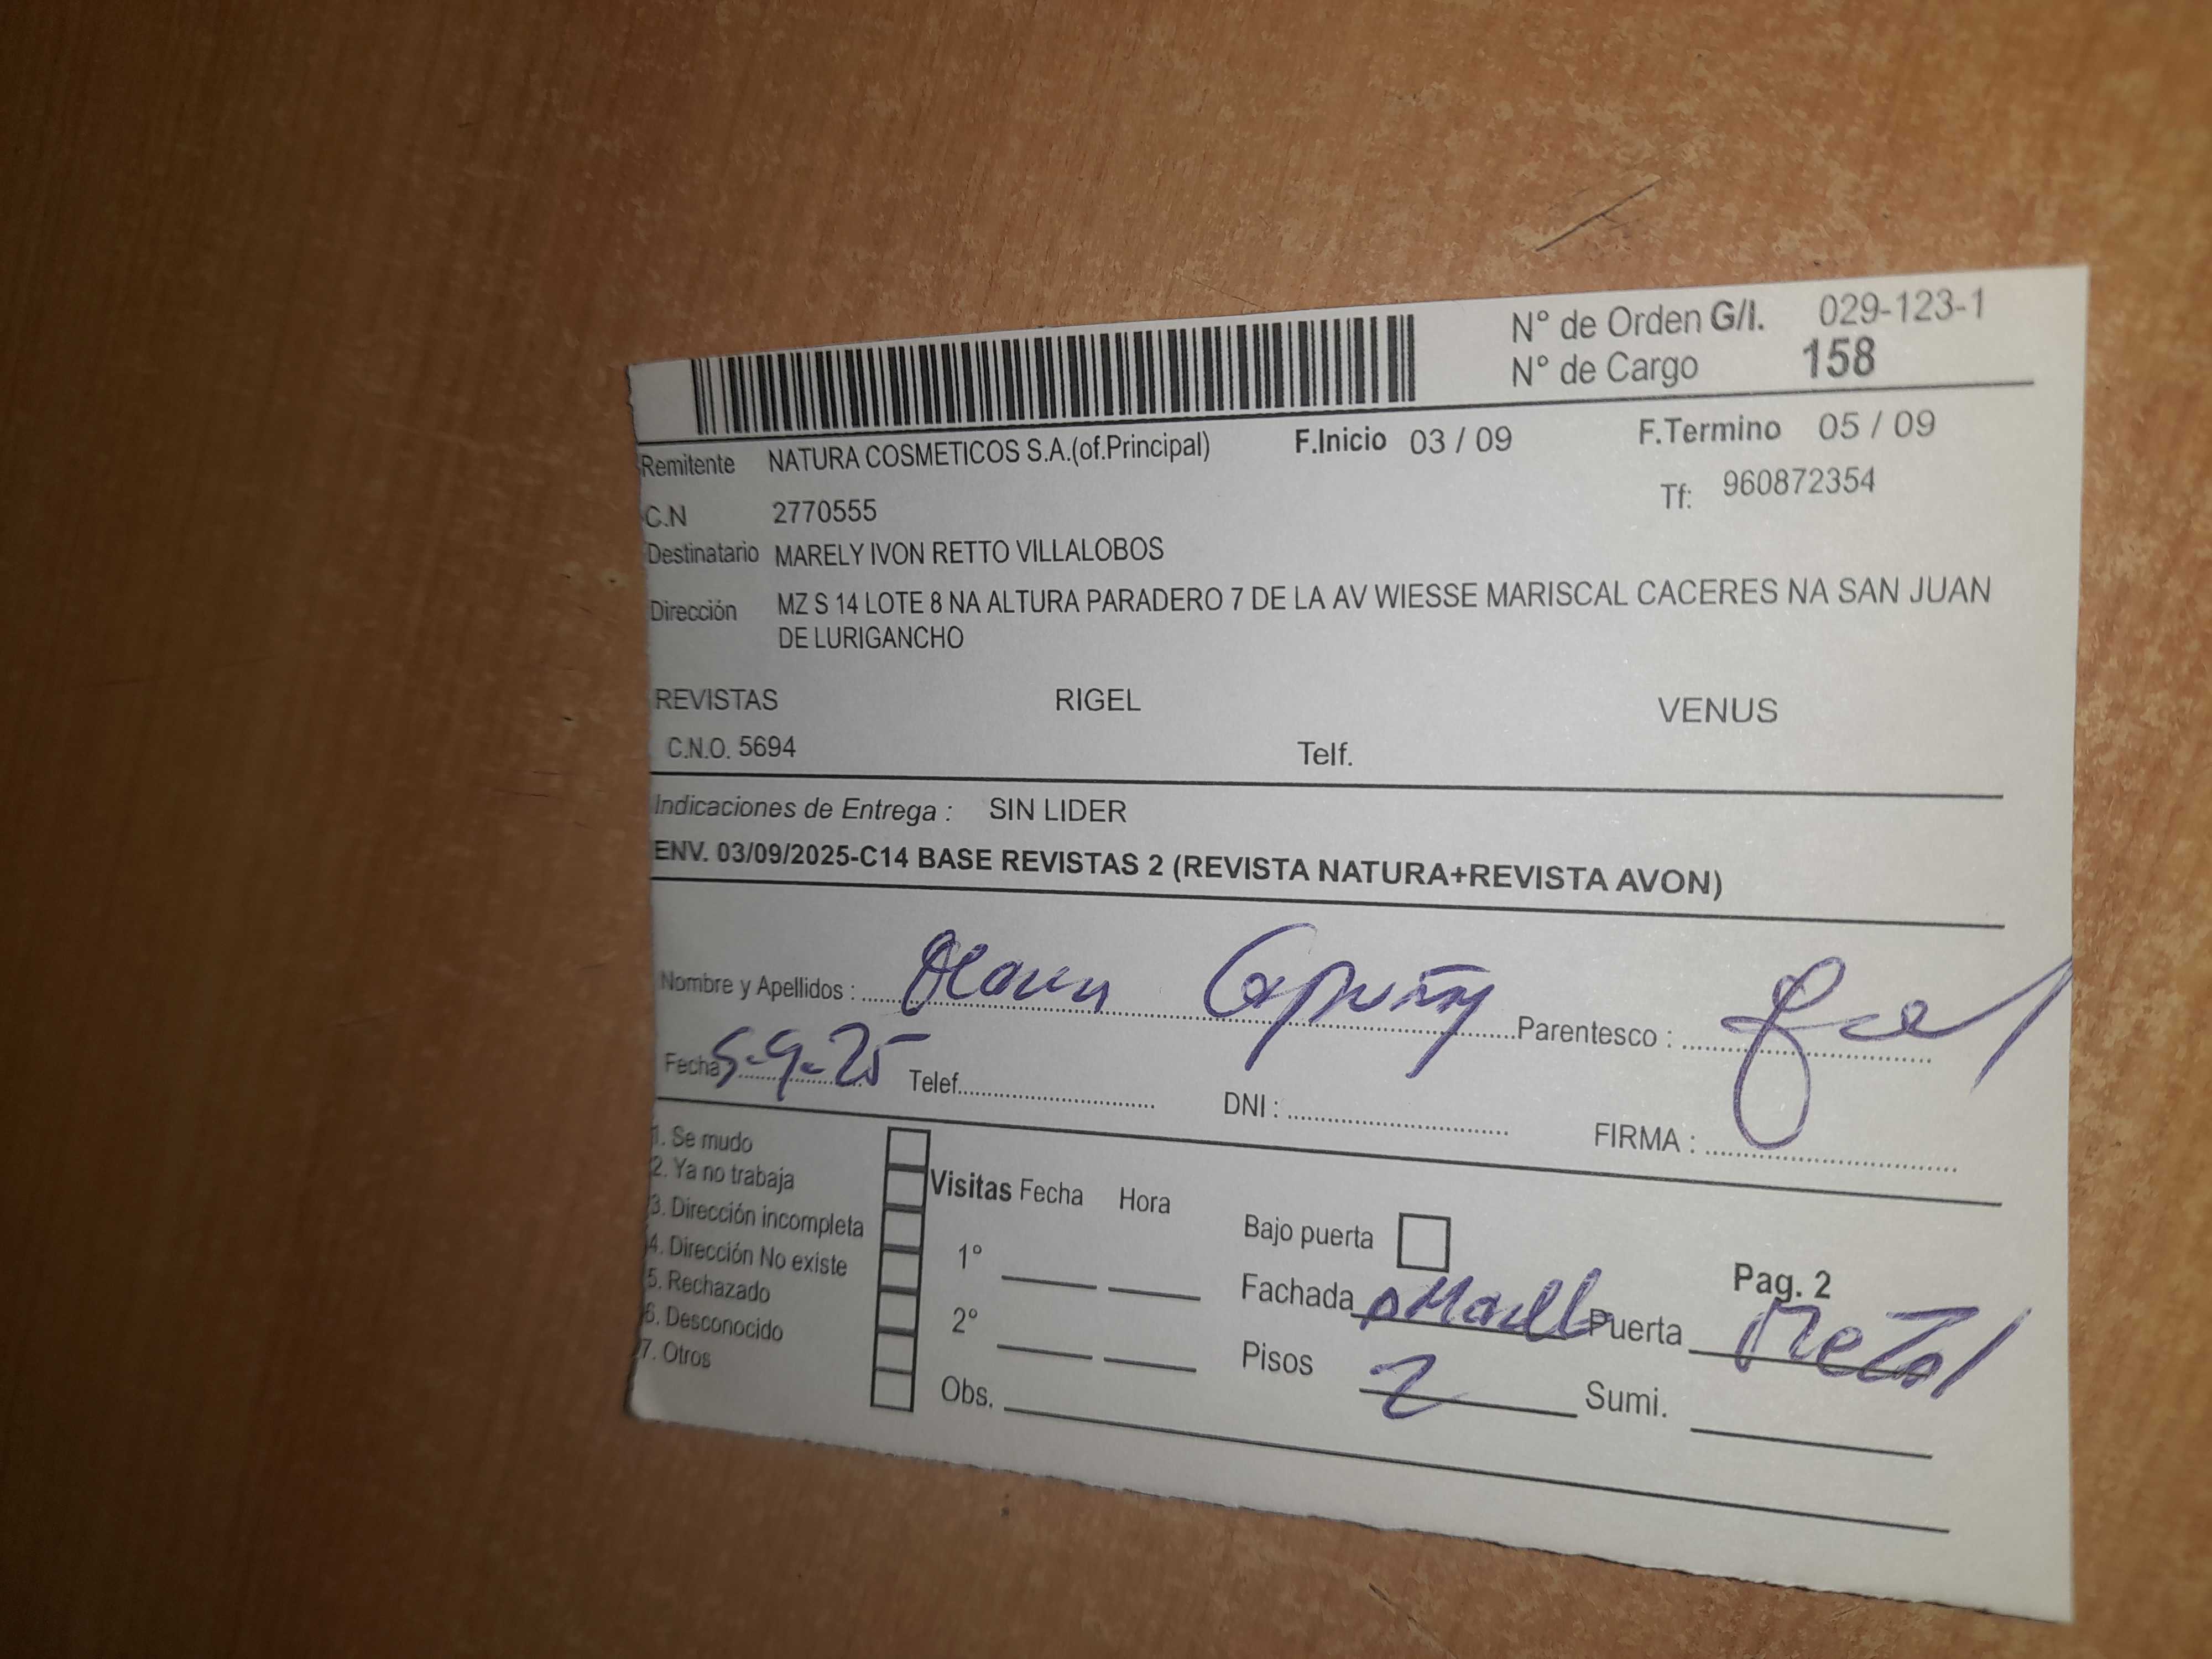 N° de Orden G/I. 029-123-1
N° de Cargo 158
Remitente NATURA COSMETICOS S.A.(of.Principal) F.Inicio 03 / 09 F.Termino 05 / 09
C.N 2770555 Tf: 960872354
Destinatario MARELY IVON RETTO VILLALOBOS
Dirección MZ S 14 LOTE 8 NA ALTURA PARADERO 7 DE LA AV WIESSE MARISCAL CACERES NA SAN JUAN
DE LURIGANCHO
REVISTAS RIGEL VENUS
C.N.O. 5694 Telf.
Indicaciones de Entrega : SIN LIDER
ENV. 03/09/2025-C14 BASE REVISTAS 2 (REVISTA NATURA+REVISTA AVON)
Nombre y Apellidos : Parentesco :
Fecha 5-9-25 Telef. DNI : FIRMA :
1. Se mudo
2. Ya no trabaja
3. Dirección incompleta
4. Dirección No existe
5. Rechazado
6. Desconocido
7. Otros
Visitas Fecha Hora
1°
2°
Obs.
Bajo puerta
Pag. 2
Fachada Puerta Metal
Pisos 2 Sumi.